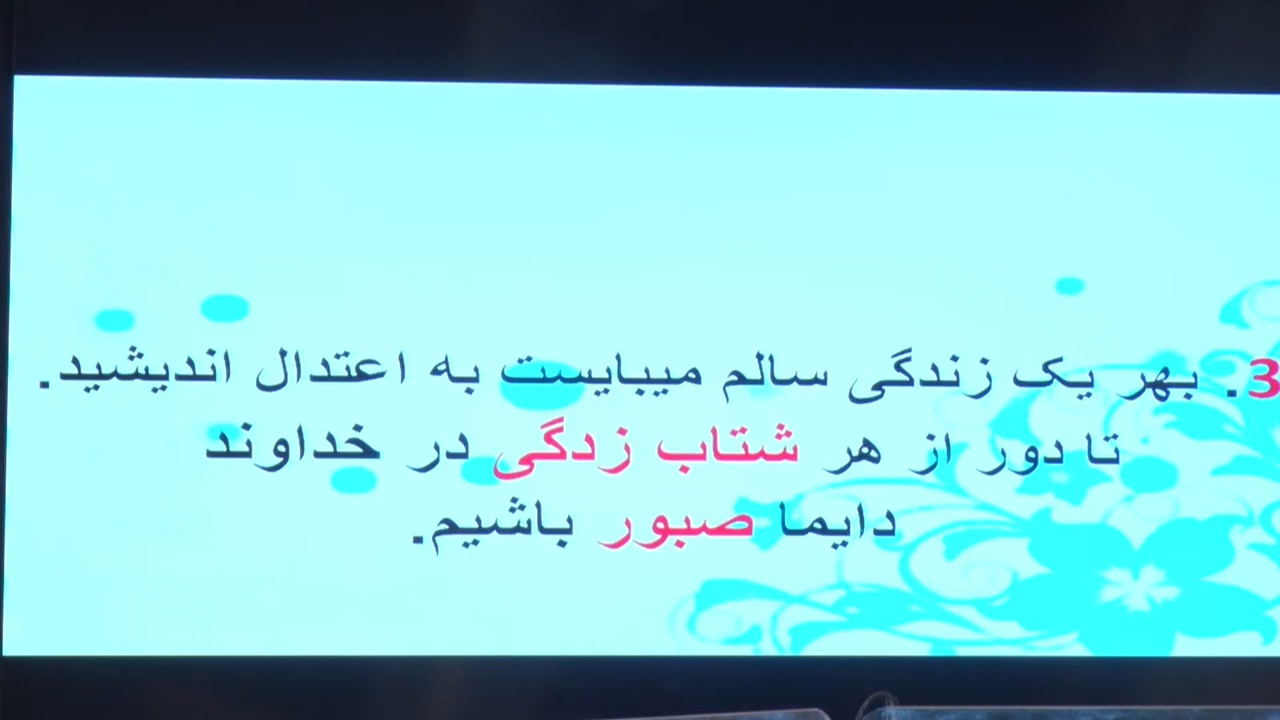 3. بهر یک زندگی سالم میبایست به اعتدال اندیشید.
تا دور از هر شتاب زدگی در خداوند
دایما صبور باشیم.